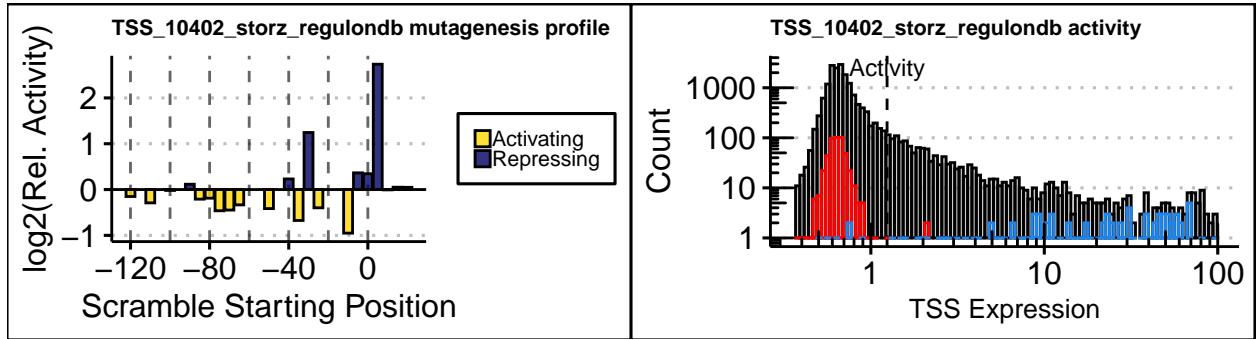 TSS_10402_storz_regulondb mutagenesis profile
log2(Rel. Activity)
2
1
0
−1
−120
−80
−40
0
Scramble Starting Position
Activating
Repressing
TSS_10402_storz_regulondb activity
Activity
Count
1000
100
10
1
1
10
100
TSS Expression